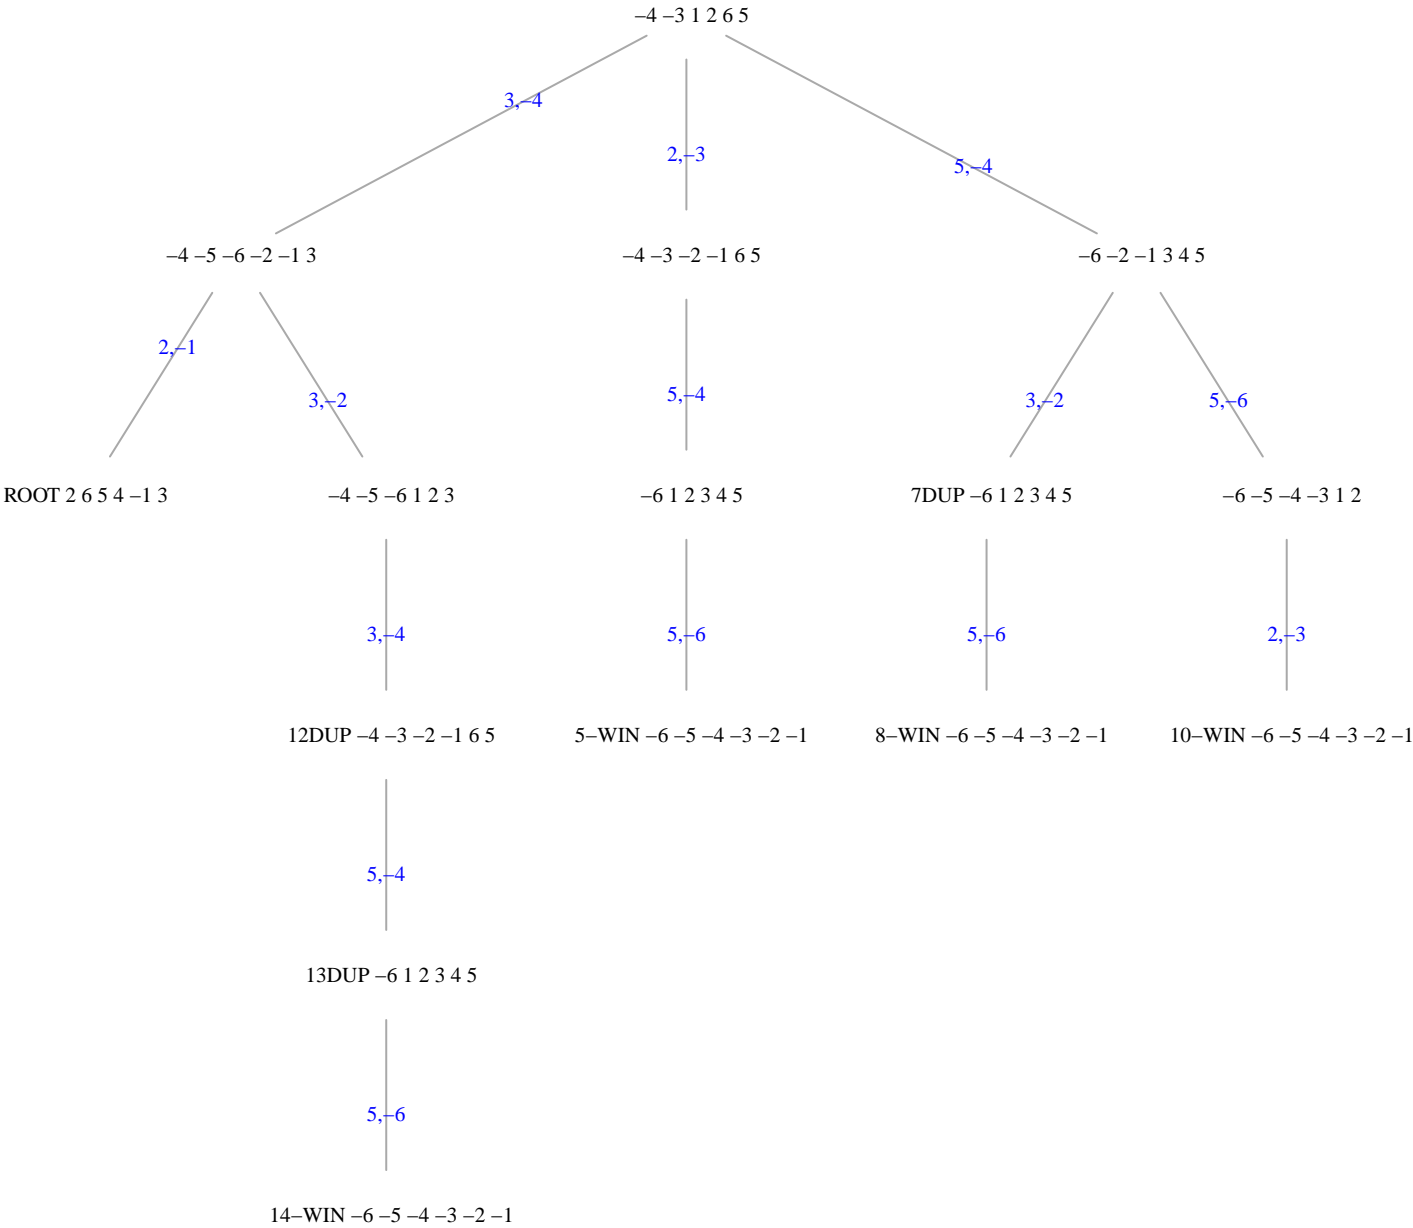 −4 −3 1 2 6 5
3,−4
2,−3
5,−4
−4 −5 −6 −2 −1 3
−4 −3 −2 −1 6 5
−6 −2 −1 3 4 5
2,−1
3,−2
5,−4
3,−2
5,−6
ROOT 2 6 5 4 −1 3
−4 −5 −6 1 2 3
−6 1 2 3 4 5
7DUP −6 1 2 3 4 5
−6 −5 −4 −3 1 2
3,−4
5,−6
5,−6
2,−3
12DUP −4 −3 −2 −1 6 5
5−WIN −6 −5 −4 −3 −2 −1
8−WIN −6 −5 −4 −3 −2 −1
10−WIN −6 −5 −4 −3 −2 −1
5,−4
13DUP −6 1 2 3 4 5
5,−6
14−WIN −6 −5 −4 −3 −2 −1